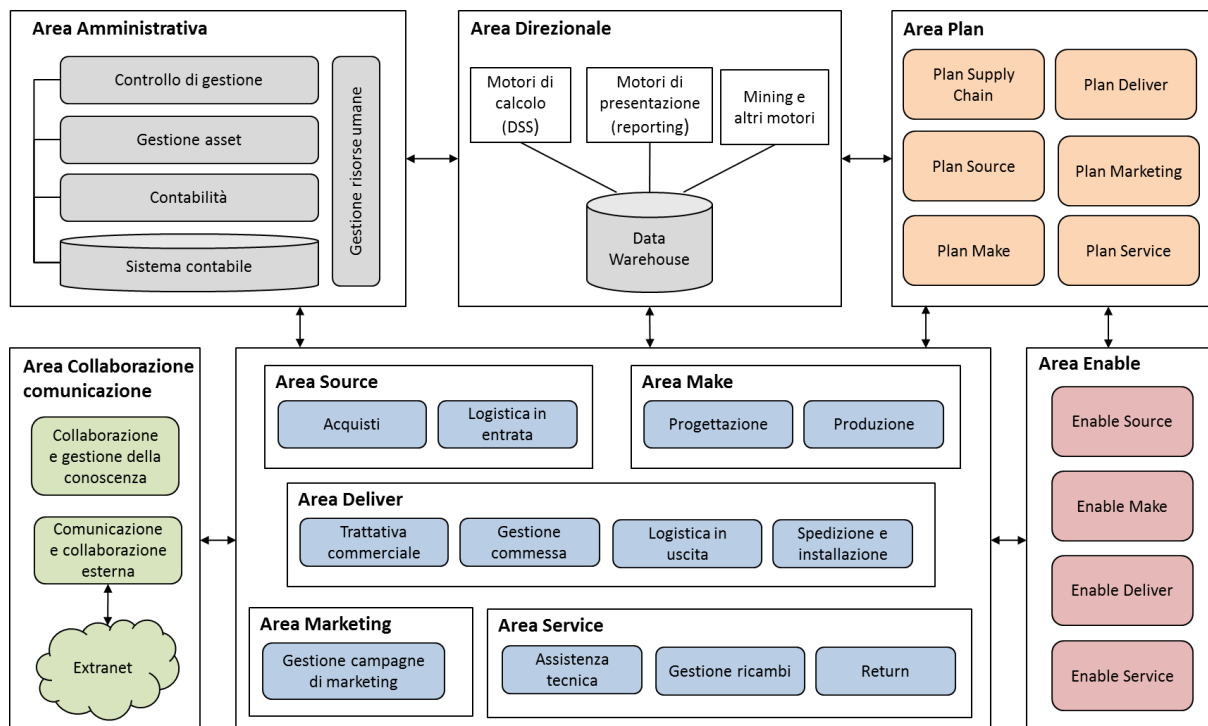 Area Amministrativa
Controllo di gestione
Gestione asset
Contabilità
Sistema contabile
Gestione risorse umane
Area Direzionale
Motori di
calcolo
(DSS)
Motori di
presentazione
(reporting)
Mining e
altri motori
Data
Warehouse
Area Plan
Plan Supply
Chain
Plan Deliver
Plan Source
Plan Marketing
Plan Make
Plan Service
Area Collaborazione
comunicazione
Collaborazione
e gestione della
conoscenza
Comunicazione
e collaborazione
esterna
Extranet
Area Source
Acquisti
Logistica in
entrata
Area Make
Progettazione
Produzione
Area Deliver
Trattativa
commerciale
Gestione
commessa
Logistica in
uscita
Spedizione e
installazione
Area Marketing
Gestione campagne
di marketing
Area Service
Assistenza
tecnica
Gestione ricambi
Return
Area Enable
Enable Source
Enable Make
Enable Deliver
Enable Service